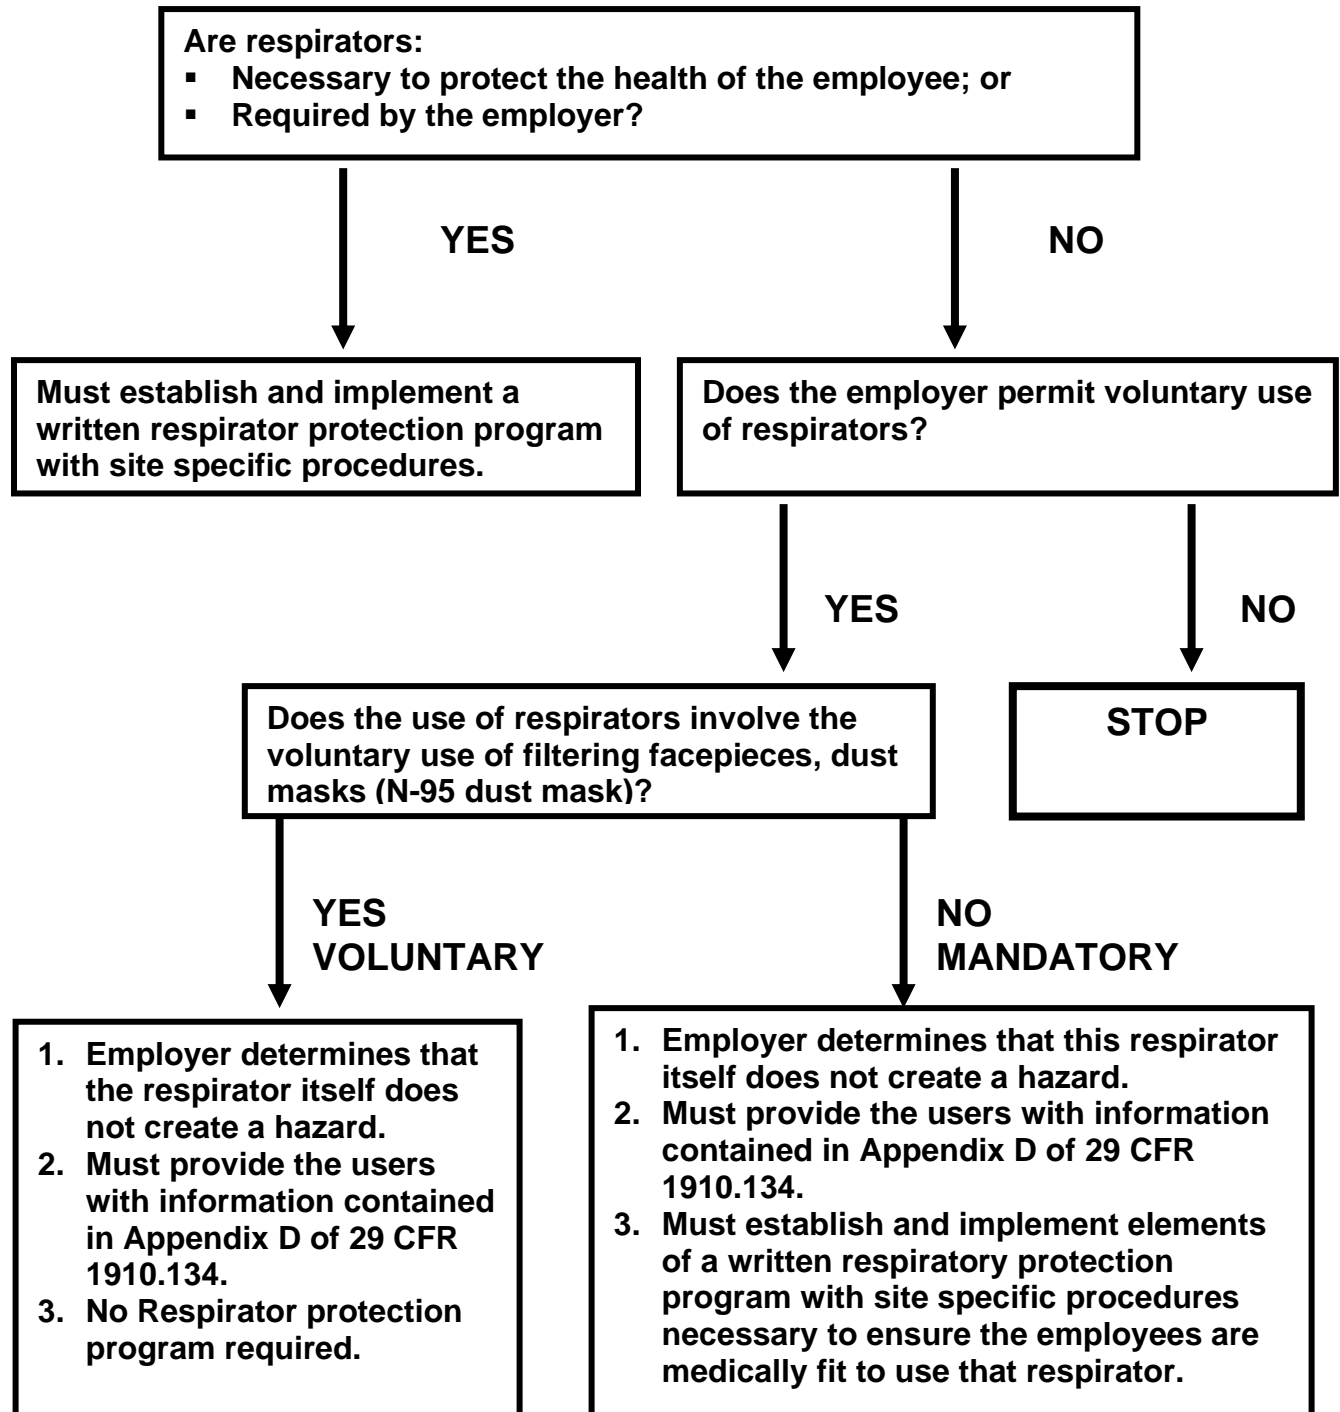 Are respirators:
▪ Necessary to protect the health of the employee; or
▪ Required by the employer?
YES
NO
Must establish and implement a
written respirator protection program
with site specific procedures.
Does the employer permit voluntary use
of respirators?
YES
NO
Does the use of respirators involve the
voluntary use of filtering facepieces, dust
masks (N-95 dust mask)?
STOP
YES
VOLUNTARY
NO
MANDATORY
1. Employer determines that
the respirator itself does
not create a hazard.
2. Must provide the users
with information contained
in Appendix D of 29 CFR
1910.134.
3. No Respirator protection
program required.
1. Employer determines that this respirator
itself does not create a hazard.
2. Must provide the users with information
contained in Appendix D of 29 CFR
1910.134.
3. Must establish and implement elements
of a written respiratory protection
program with site specific procedures
necessary to ensure the employees are
medically fit to use that respirator.